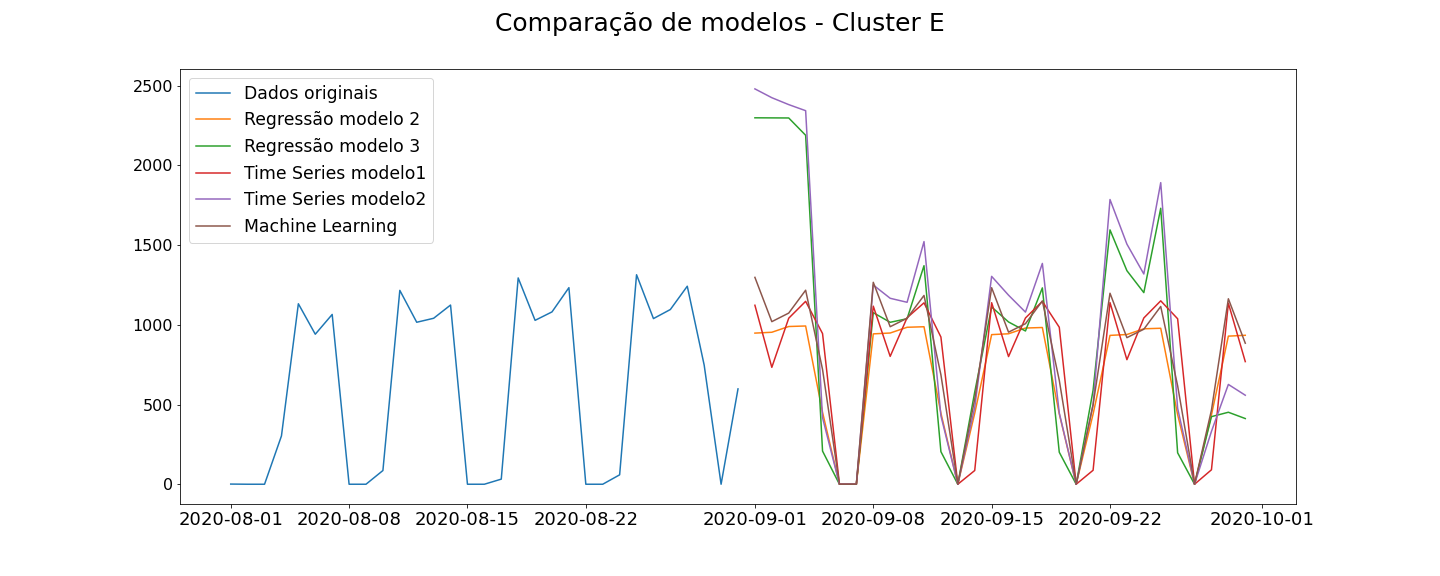 Comparação de modelos - Cluster E
2500
2000
1500
1000
500
0
Dados originais
Regressão modelo 2
Regressão modelo 3
Time Series modelo1
Time Series modelo2
Machine Learning
2020-08-01 2020-08-08 2020-08-15 2020-08-22 2020-09-01 2020-09-08 2020-09-15 2020-09-22 2020-10-01